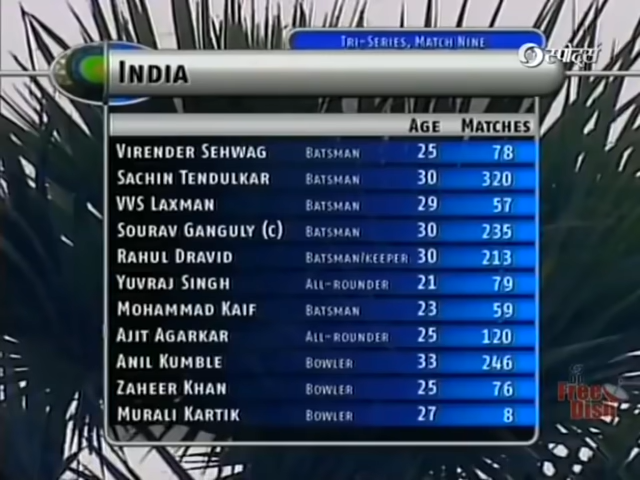 TRI-SERIES, MATCH NINE
स्पोर्ट्स
INDIA
AGE MATCHES
VIRENDER SEHWAG BATSMAN 25 78
SACHIN TENDULKAR BATSMAN 30 320
VVS LAXMAN BATSMAN 29 57
SOURAV GANGULY (C) BATSMAN 30 235
RAHUL DRAVID BATSMAN/KEEPER 30 213
YUVRAJ SINGH ALL-ROUNDER 21 79
MOHAMMAD KAIF BATSMAN 23 59
AJIT AGARKAR ALL-ROUNDER 25 120
ANIL KUMBLE BOWLER 33 246
ZAHEER KHAN BOWLER 25 76
MURALI KARTIK BOWLER 27 8
Free
Dish